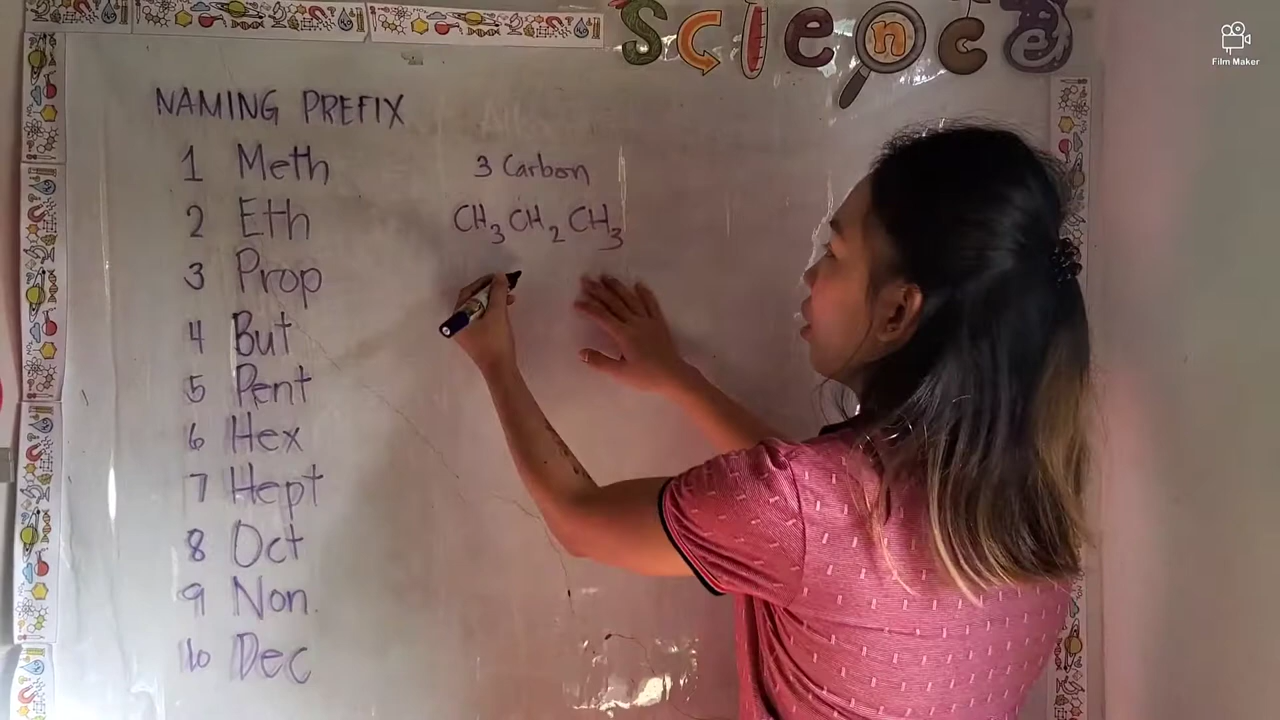 Science
Film Maker
NAMING PREFIX
1 Meth
2 Eth
3 Prop
4 But
5 Pent
6 Hex
7 Hept
8 Oct
9 Non.
10 Dec
3 Carbon
CH3 CH2 CH3